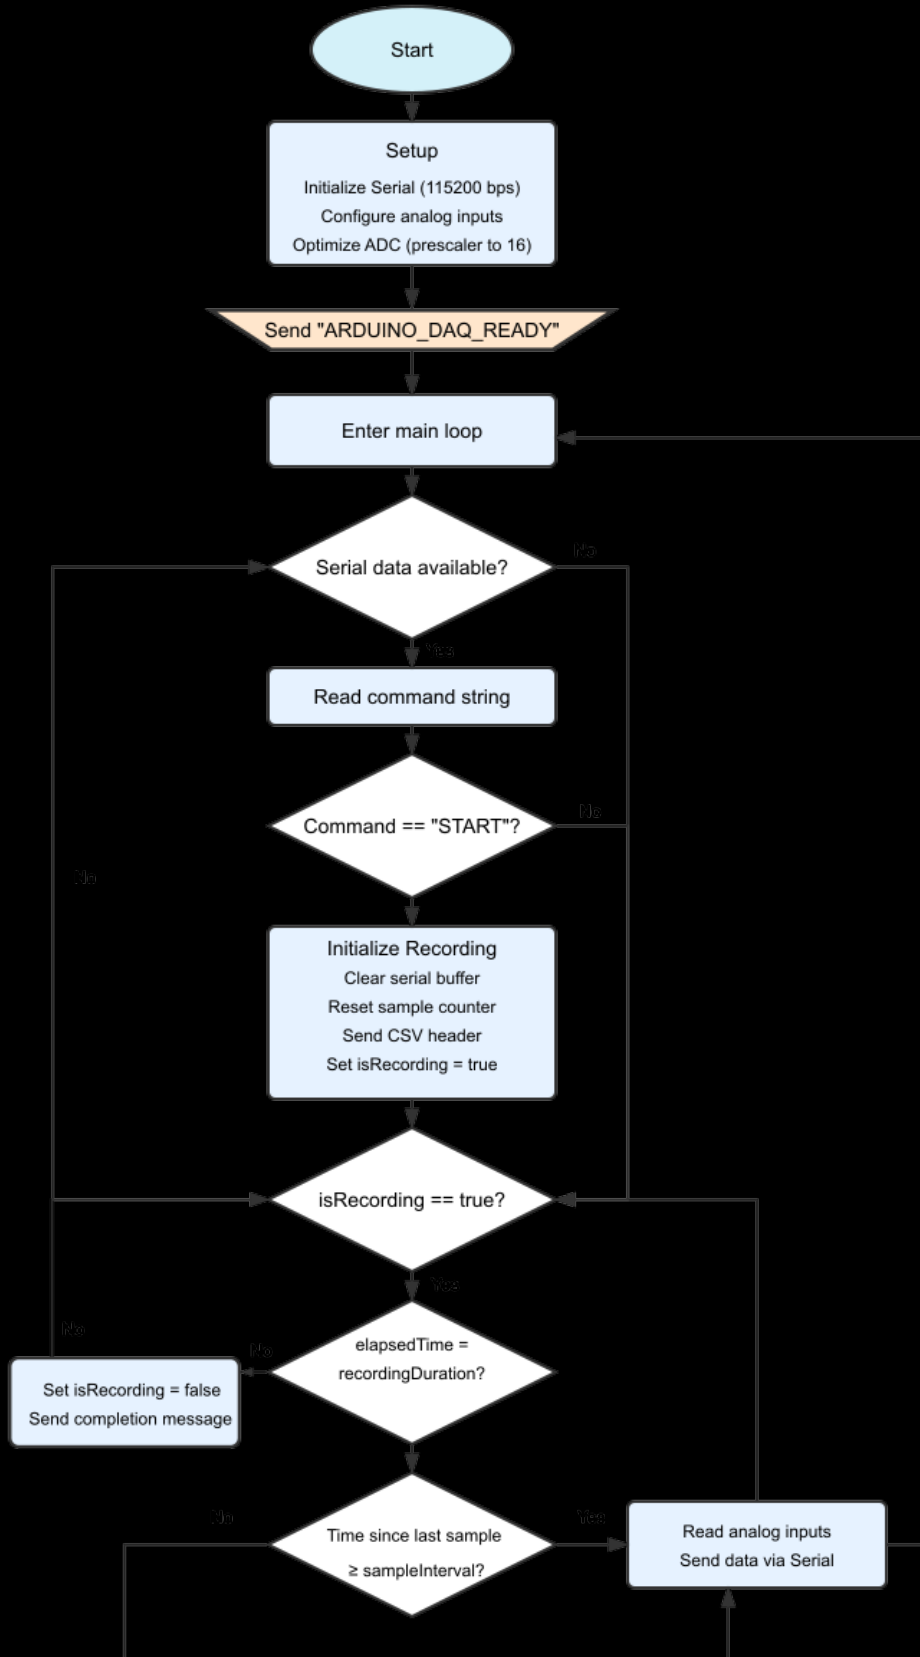 Start
Setup
Initialize Serial (115200 bps)
Configure analog inputs
Optimize ADC (prescaler to 16)
Send "ARDUINO_DAQ_READY"
Enter main loop
No
Serial data available?
Yes
Read command string
No
Command == "START"?
No
Initialize Recording
Clear serial buffer
Reset sample counter
Send CSV header
Set isRecording = true
isRecording == true?
Yes
No
elapsedTime =
No
recordingDuration?
Set isRecording = false
Send completion message
No
Yes
Time since last sample
≥ sampleInterval?
Read analog inputs
Send data via Serial